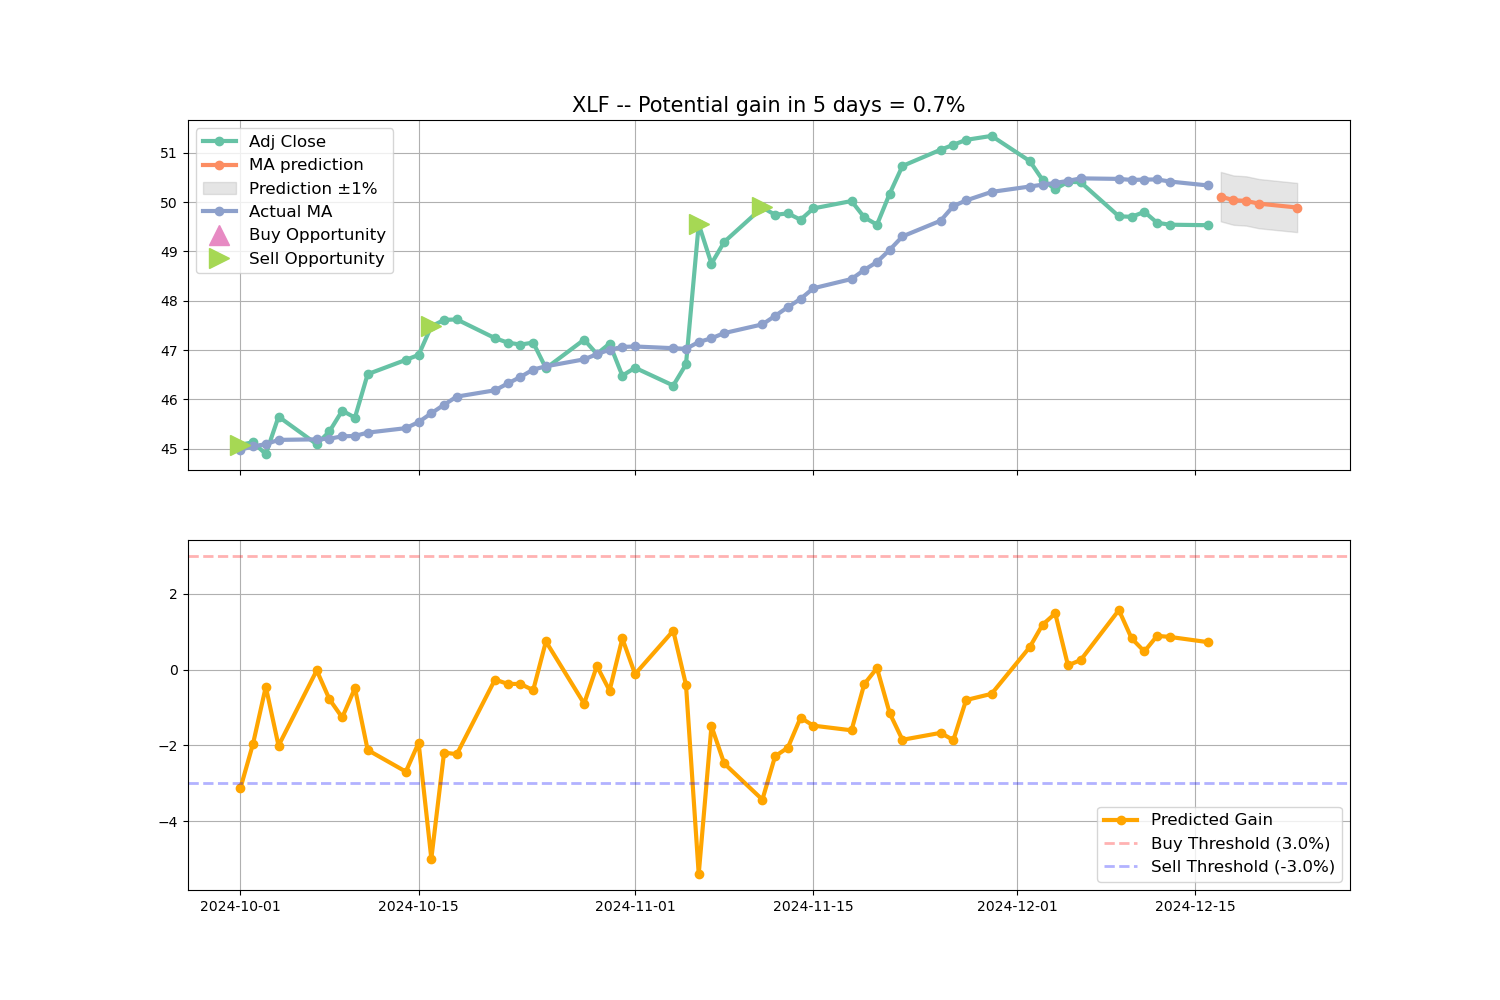 XLF -- Potential gain in 5 days = 0.7%
Adj Close
MA prediction
Prediction ±1%
Actual MA
Buy Opportunity
Sell Opportunity
51
50
49
48
47
46
45
2
0
−2
−4
Predicted Gain
Buy Threshold (3.0%)
Sell Threshold (-3.0%)
2024-10-01
2024-10-15
2024-11-01
2024-11-15
2024-12-01
2024-12-15